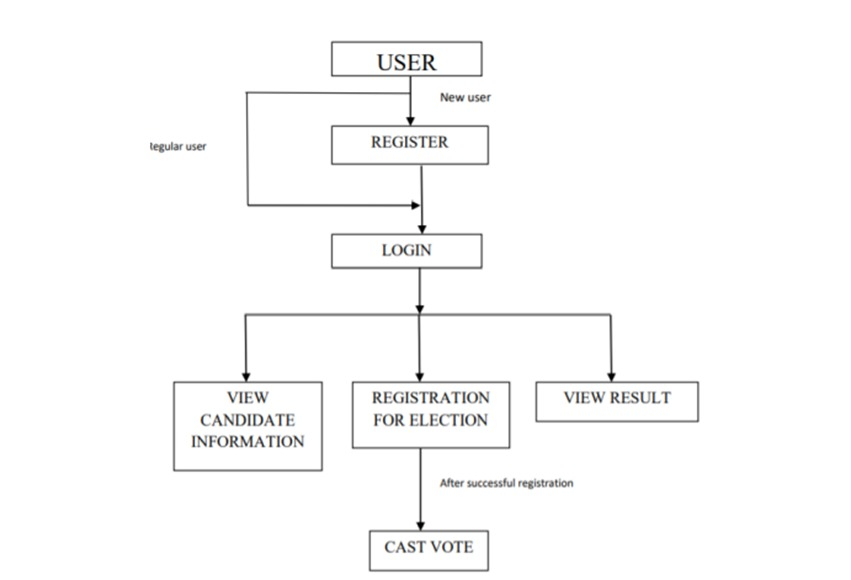 USER
New user
REGISTER
legular user
LOGIN
VIEW
CANDIDATE
INFORMATION
REGISTRATION
FOR ELECTION
VIEW RESULT
After successful registration
CAST VOTE